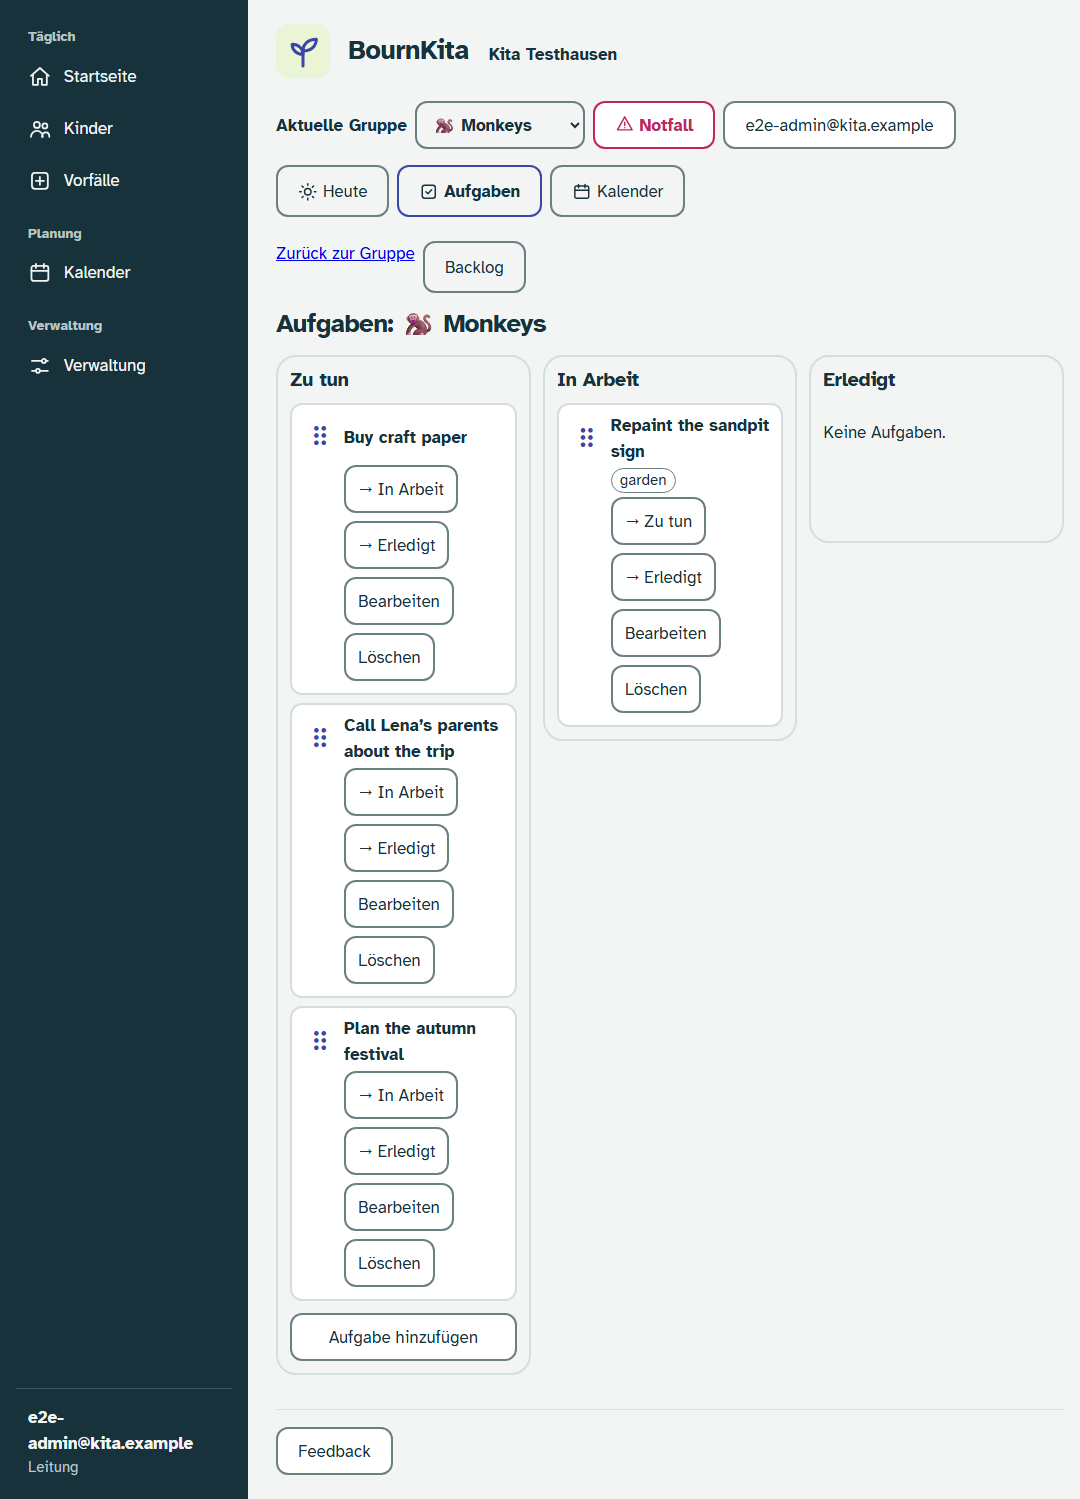 Täglich
Startseite
Kinder
Vorfälle
Planung
Kalender
Verwaltung
Verwaltung
e2e-
admin@kita.example
Leitung
BournKita Kita Testhausen
Aktuelle Gruppe 🐒 Monkeys Notfall e2e-admin@kita.example
Heute Aufgaben Kalender
Zurück zur Gruppe Backlog
Aufgaben: 🐒 Monkeys
Zu tun
Buy craft paper
→ In Arbeit
→ Erledigt
Bearbeiten
Löschen
Call Lena’s parents
about the trip
→ In Arbeit
→ Erledigt
Bearbeiten
Löschen
Plan the autumn
festival
→ In Arbeit
→ Erledigt
Bearbeiten
Löschen
Aufgabe hinzufügen
In Arbeit
Repaint the sandpit
sign
garden
→ Zu tun
→ Erledigt
Bearbeiten
Löschen
Erledigt
Keine Aufgaben.
Feedback